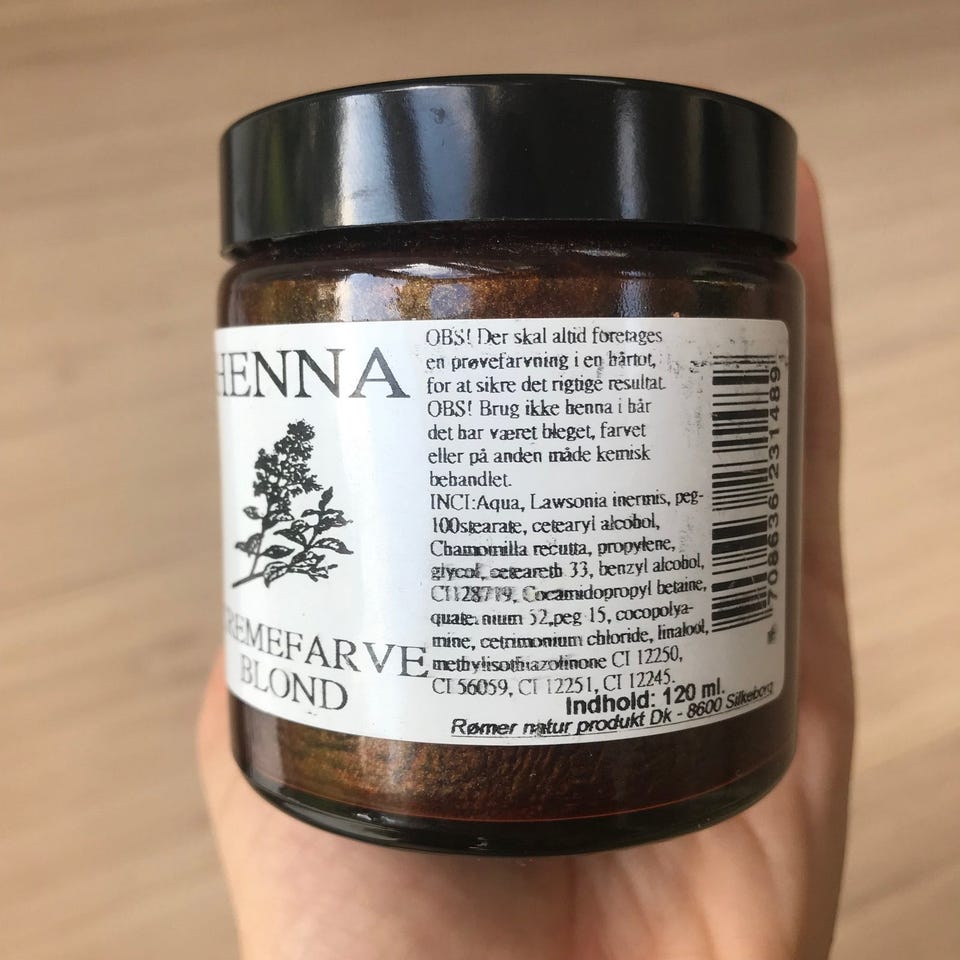 HENNA
REMEFARVE
BLOND
OBS! Der skal altid foretages
en prøvefarvning i en hårtot,
for at sikre det rigtige resultat.
OBS! Brug ikke henna i hår
det har været bleget, farvet
eller på anden måde kemisk
behandlet.
INCI:Aqua, Lawsonia inermis, peg-
100stearate, cetearyl alcohol,
Chamomilla recutta, propylene,
glycol, ceteareth 33, benzyl alcohol,
Cocamidopropyl betaine,
52,peg 15, cocopolya-
mine, cetrimonium chloride, linalool,
methylisothiazolinone CI 12250,
CI 56059, CI 12251, CI 12245.
Indhold: 120 ml.
Rømer natur produkt Dk - 8600 Silkeborg
5708636231489